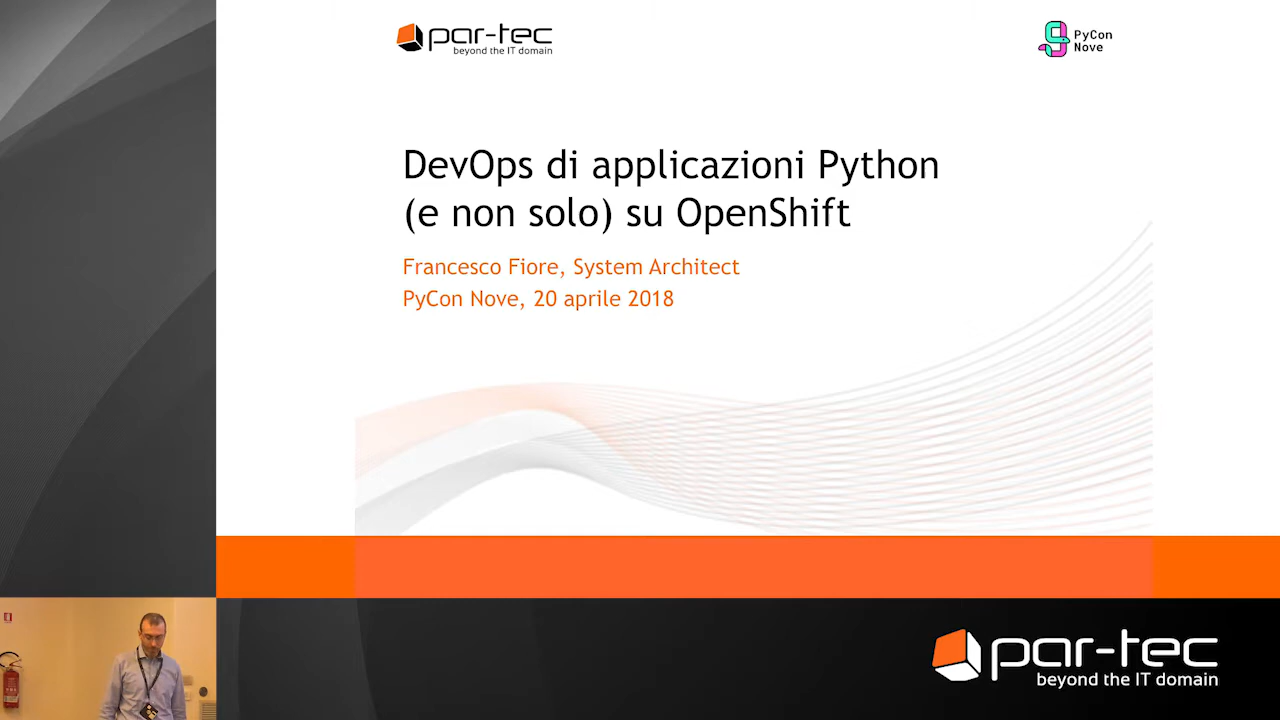 par-tec
beyond the IT domain
PyCon
Nove
DevOps di applicazioni Python
(e non solo) su OpenShift
Francesco Fiore, System Architect
PyCon Nove, 20 aprile 2018
par-tec
beyond the IT domain